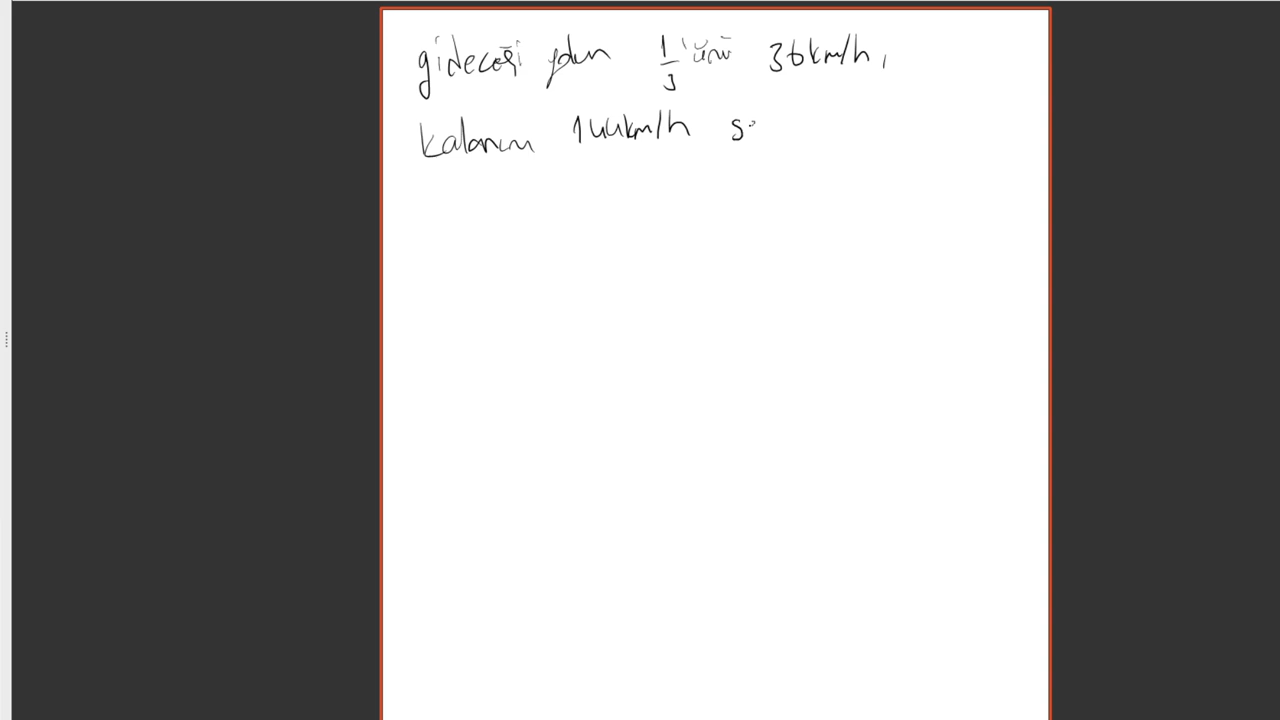 gideceği yolun 1/3'ünü 36km/h,
kalanını 144km/h s